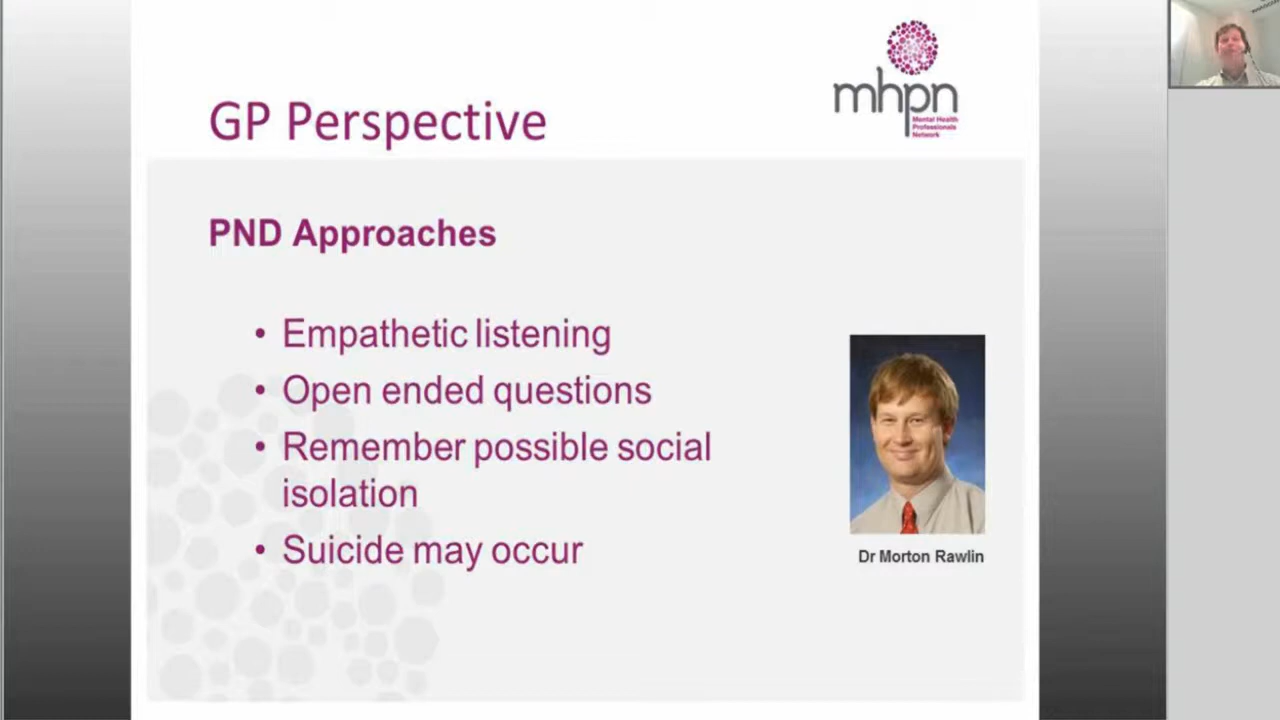 mhpn
Mental Health
Professionals
Network
GP Perspective
PND Approaches
• Empathetic listening
• Open ended questions
• Remember possible social
isolation
• Suicide may occur
Dr Morton Rawlin